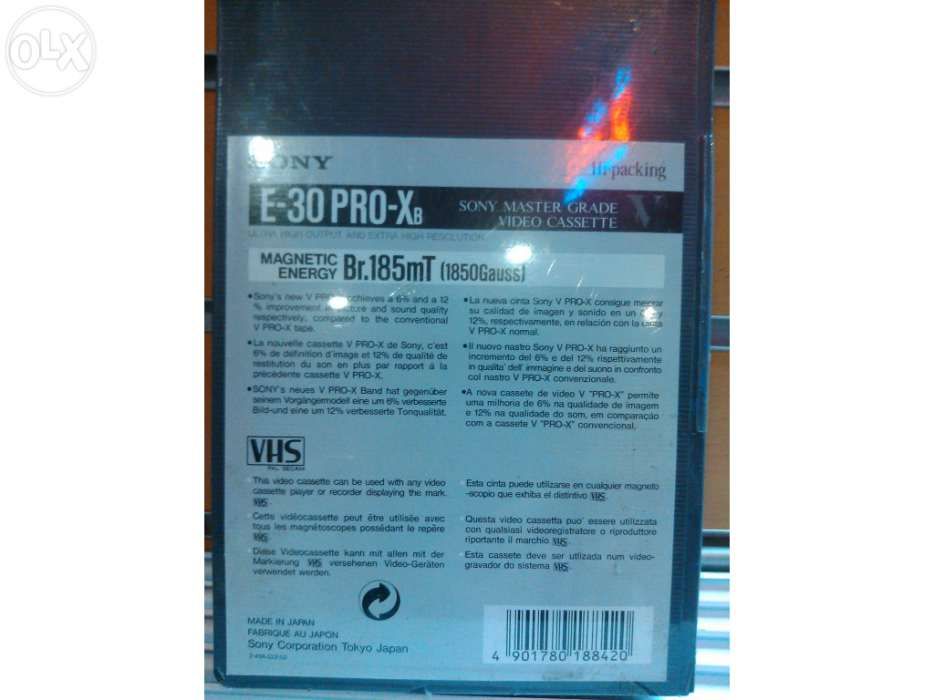 OLX
SONY
Hi-packing
E-30 PRO-XB
SONY MASTER GRADE
VIDEO CASSETTE
V
ULTRA HIGH OUTPUT AND EXTRA HIGH RESOLUTION
MAGNETIC
ENERGY Br.185mT (1850Gauss)
•Sony's new V achieves a 6% and a 12
% improvement and sound quality
respectively, compared to the conventional
V PRO-X tape.
•La nouvelle cassette V PRO-X de Sony, c'est
6% de définition d'image et 12% de qualité de
restitution du son en plus par rapport à la
précédente cassette V PRO-X.
•SONY's neues V PRO-X Band hat gegenüber
seinem Vorgängermodell eine um 6% verbesserte
Bild-und eine um 12% verbesserte Tonqualität.
•La nueva cinta Sony V PRO-X consigue mejorar
su calidad de imagen y sonido en un
12%, respectivamente, en relación con la cinta
V PRO-X normal.
•Il nuovo nastro Sony V PRO-X ha raggiunto un
incremento del 6% e del 12% rispettivamente
in qualita' dell' immagine e del suono in confronto
col nastro V PRO-X convenzionale.
•A nova cassete de video V "PRO-X" permite
uma milhoria de 6% na qualidade de imagem
e 12% na qualidade do som, em comparação
com a cassete V "PRO-X" convencional.
VHS
PAL SECAM
This video cassette can be used with any video
cassette player or recorder displaying the mark
VHS.
Cette vidéocassette peut être utilisée avec
tous les magnétoscopes possédant le repère
VHS.
Diese Videocassette kann mit allen mit der
Markierung VHS versehenen Video-Geräten
verwendet werden.
Esta cinta puede utilizarse en cualquier magneto
-scopio que exhiba el distintivo VHS.
Questa video cassetta puo' essere utilizzata
con qualsiasi videoregistratore o riproduttore
riportante il marchio VHS.
Esta cassete deve ser utlizada num video-
gravador do sistema VHS.
MADE IN JAPAN
FABRIQUE AU JAPON
Sony Corporation Tokyo Japan
4 901780 188420